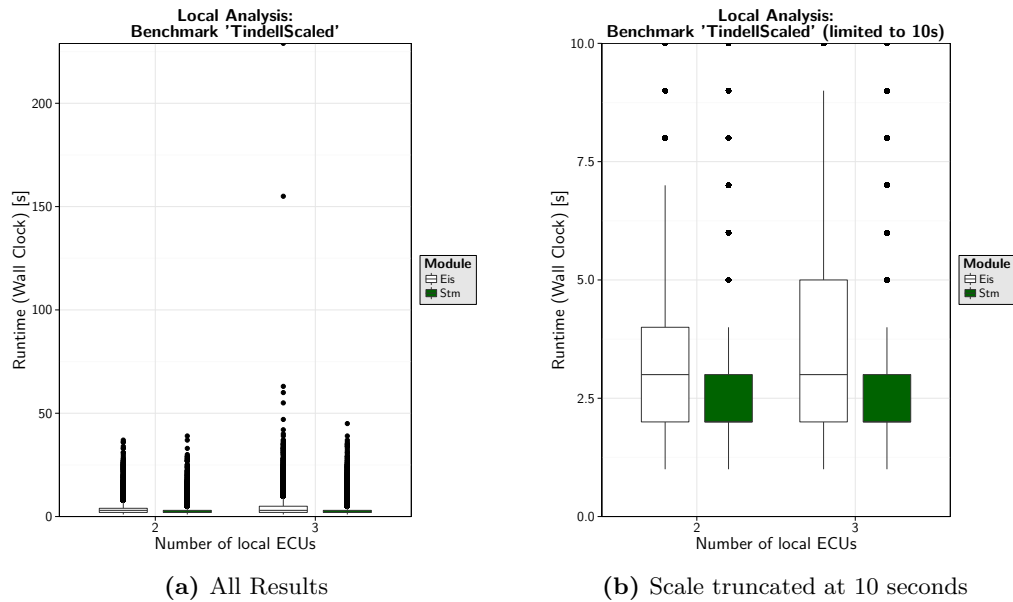 Local Analysis:
Benchmark 'TindellScaled'
Runtime (Wall Clock) [s]
200
150
100
50
0
2
3
Number of local ECUs
Module
Eis
Stm
(a) All Results
Local Analysis:
Benchmark 'TindellScaled' (limited to 10s)
Runtime (Wall Clock) [s]
10.0
7.5
5.0
2.5
0.0
2
3
Number of local ECUs
Module
Eis
Stm
(b) Scale truncated at 10 seconds